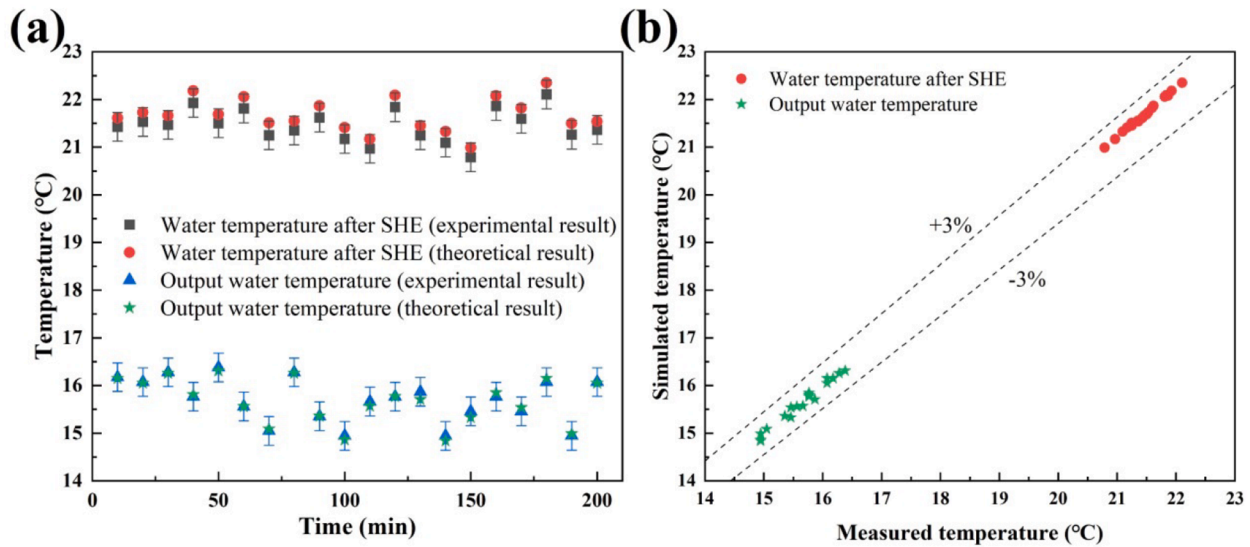 (a)
23
22
21
20
19
18
17
16
15
14
Temperature (℃)
Water temperature after SHE (experimental result)
Water temperature after SHE (theoretical result)
Output water temperature (experimental result)
Output water temperature (theoretical result)
0 50 100 150 200
Time (min)
(b)
23
22
21
20
19
18
17
16
15
14
Simulated temperature (℃)
Water temperature after SHE
Output water temperature
+3%
-3%
14 15 16 17 18 19 20 21 22 23
Measured temperature (℃)